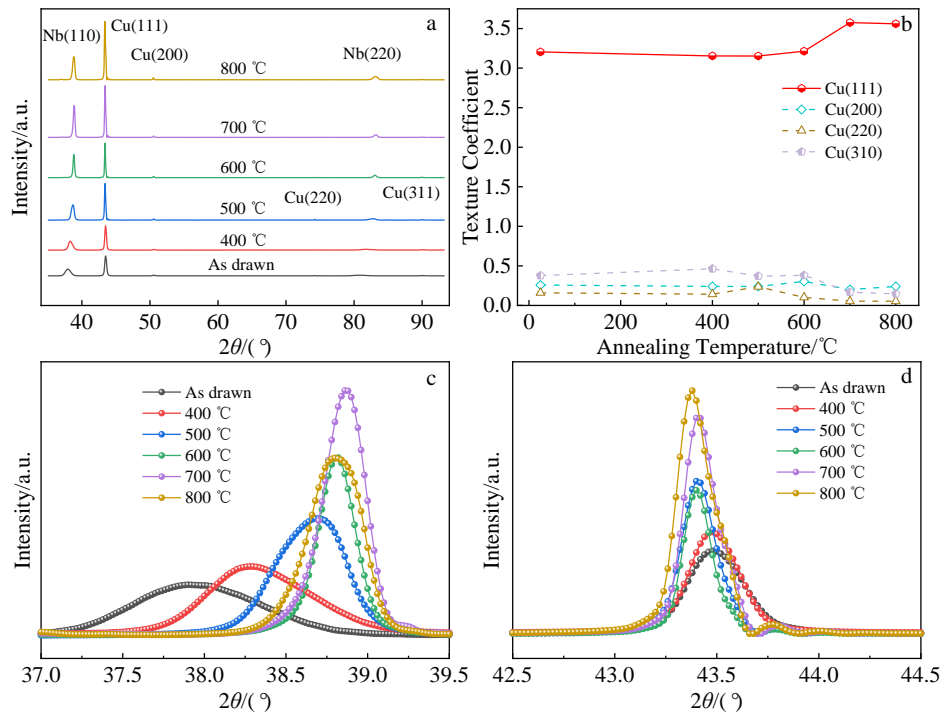 a
Cu(111)
Nb(110)
Cu(200)
800 ℃
Nb(220)
700 ℃
600 ℃
Cu(220)
Cu(311)
500 ℃
400 ℃
As drawn
Intensity/a.u.
40 50 60 70 80 90
2θ/(°)
b
3.5
3.0
2.5
2.0
1.5
1.0
0.5
0.0
Texture Coefficient
Cu(111)
Cu(200)
Cu(220)
Cu(310)
0 200 400 600 800
Annealing Temperature/℃
c
As drawn
400 ℃
500 ℃
600 ℃
700 ℃
800 ℃
Intensity/a.u.
37.0 37.5 38.0 38.5 39.0 39.5
2θ/(°)
d
As drawn
400 ℃
500 ℃
600 ℃
700 ℃
800 ℃
Intensity/a.u.
42.5 43.0 43.5 44.0 44.5
2θ/(°)